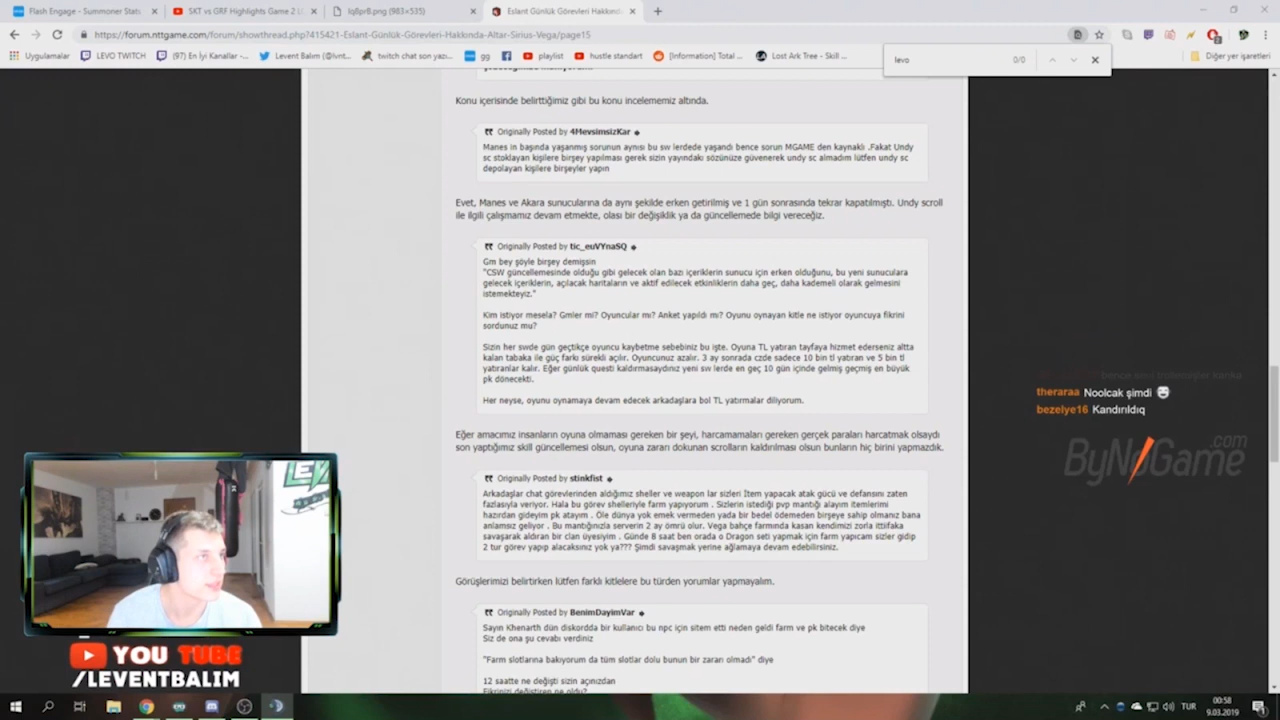 Flash Engage - Summoner Stats
SKT vs GRF Highlights Game 2 LC
Iq8prB.png (983×535)
Eslant Günlük Görevleri Hakkında
https://forum.nttgame.com/forum/showthread.php?415421-Eslant-Günlük-Görevleri-Hakkında-Altar-Sirius-Vega/page15
Uygulamalar
LEVO TWITCH
(97) En İyi Kanallar -...
Levent Balım (@lvnt...
twitch chat son yazı...
gg
playlist
hustle standart
[Information] Total ...
Lost Ark Tree - Skill ...
Diğer yer işaretleri
levo
0/0
Konu içerisinde belirttiğimiz gibi bu konu incelememiz altında.
Originally Posted by 4MevsimsizKar
Manes in başında yaşanmış sorunun aynısı bu sw lerdede yaşandı bence sorun MGAME den kaynaklı .Fakat Undy
sc stoklayan kişilere birşey yapılması gerek sizin yayındaki sözünüze güvenerek undy sc almadım lütfen undy sc
depolayan kişilere birşeyler yapın
Evet, Manes ve Akara sunucularına da aynı şekilde erken getirilmiş ve 1 gün sonrasında tekrar kapatılmıştı. Undy scroll
ile ilgili çalışmamız devam etmekte, olası bir değişiklik ya da güncellemede bilgi vereceğiz.
Originally Posted by tic_euVYnaSQ
Gm bey şöyle birşey demişsin
"CSW güncellemesinde olduğu gibi gelecek olan bazı içeriklerin sunucu için erken olduğunu, bu yeni sunuculara
gelecek içeriklerin, açılacak haritaların ve aktif edilecek etkinliklerin daha geç, daha kademeli olarak gelmesini
istemekteyiz."
Kim istiyor mesela? Gmler mi? Oyuncular mı? Anket yapıldı mı? Oyunu oynayan kitle ne istiyor oyuncuya fikrini
sordunuz mu?
Sizin her swde gün geçtikçe oyuncu kaybetme sebebiniz bu işte. Oyuna TL yatıran tayfaya hizmet ederseniz altta
kalan tabaka ile güç farkı sürekli açılır. Oyuncunuz azalır. 3 ay sonrada czde sadece 10 bin tl yatıran ve 5 bin tl
yatıranlar kalır. Eğer günlük questi kaldırmasaydınız yeni sw lerde en geç 10 gün içinde gelmiş geçmiş en büyük
pk dönecekti.
Her neyse, oyunu oynamaya devam edecek arkadaşlara bol TL yatırmalar diliyorum.
Eğer amacımız insanların oyuna olmaması gereken bir şeyi, harcamamaları gereken gerçek paraları harcatmak olsaydı
son yaptığımız skill güncellemesi olsun, oyuna zararı dokunan scrolların kaldırılması olsun bunların hiç birini yapmazdık.
Originally Posted by stinkfist
Arkadaşlar chat görevlerinden aldığımız sheller ve weapon lar sizleri İtem yapacak atak gücü ve defansını zaten
fazlasıyla veriyor. Hala bu görev shelleriyle farm yapıyorum . Sizlerin istediği pvp mantığı alayım itemlerimi
hazırdan gideyim pk atayım . Öle dünya yok emek vermeden yada bir bedel ödemeden birşeye sahip olmanız bana
anlamsız geliyor . Bu mantığınızla serverin 2 ay ömrü olur. Vega bahçe farmında kasan kendimizi zorla ittifaka
savaşarak aldıran bir clan üyesiyim . Günde 8 saat ben orada o Dragon seti yapmak için farm yapıcam sizler gidip
2 tur görev yapıp alacaksınız yok ya??? Şimdi savaşmak yerine ağlamaya devam edebilirsiniz.
Görüşlerimizi belirtirken lütfen farklı kitlelere bu türden yorumlar yapmayalım.
Originally Posted by BenimDayimVar
Sayın Khenarth dün diskordda bir kullanıcı bu npc için sitem etti neden geldi farm ve pk bitecek diye
Siz de ona şu cevabı verdiniz
"Farm slotlarına bakıyorum da tüm slotlar dolu bunun bir zararı olmadı" diye
12 saatte ne değişti sizin açınızdan
Fikrinizi değiştiren ne oldu?
theraraa Noolcak şimdi
bezelye16 Kandırıldıq
ByNoGame.com
LEV
YOU TUBE
/LEVENTBALIM
TUR
00:58
9.03.2019